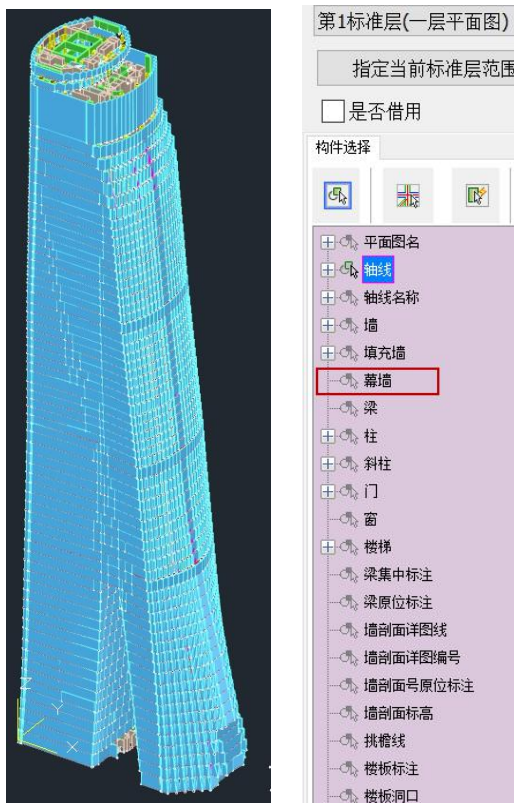 第1标准层(一层平面图)
指定当前标准层范围
是否借用
构件选择
平面图名
轴线
轴线名称
墙
填充墙
幕墙
梁
柱
斜柱
门
窗
楼梯
梁集中标注
梁原位标注
墙剖面详图线
墙剖面详图编号
墙剖面号原位标注
墙剖面标高
挑檐线
楼板标注
楼板洞口
Z
Y
X